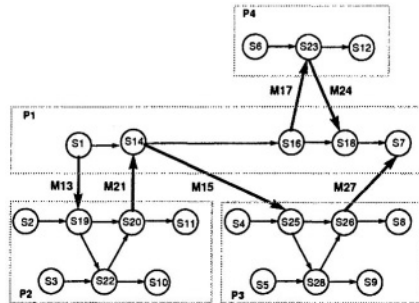 P4
S6 S23 S12
M17 M24
P1
S1 S14 S16 S18 S7
M13 M21 M15 M27
S2 S19 S20 S11 S4 S25 S26 S8
S3 S22 S10 S5 S28 S9
P2 P3